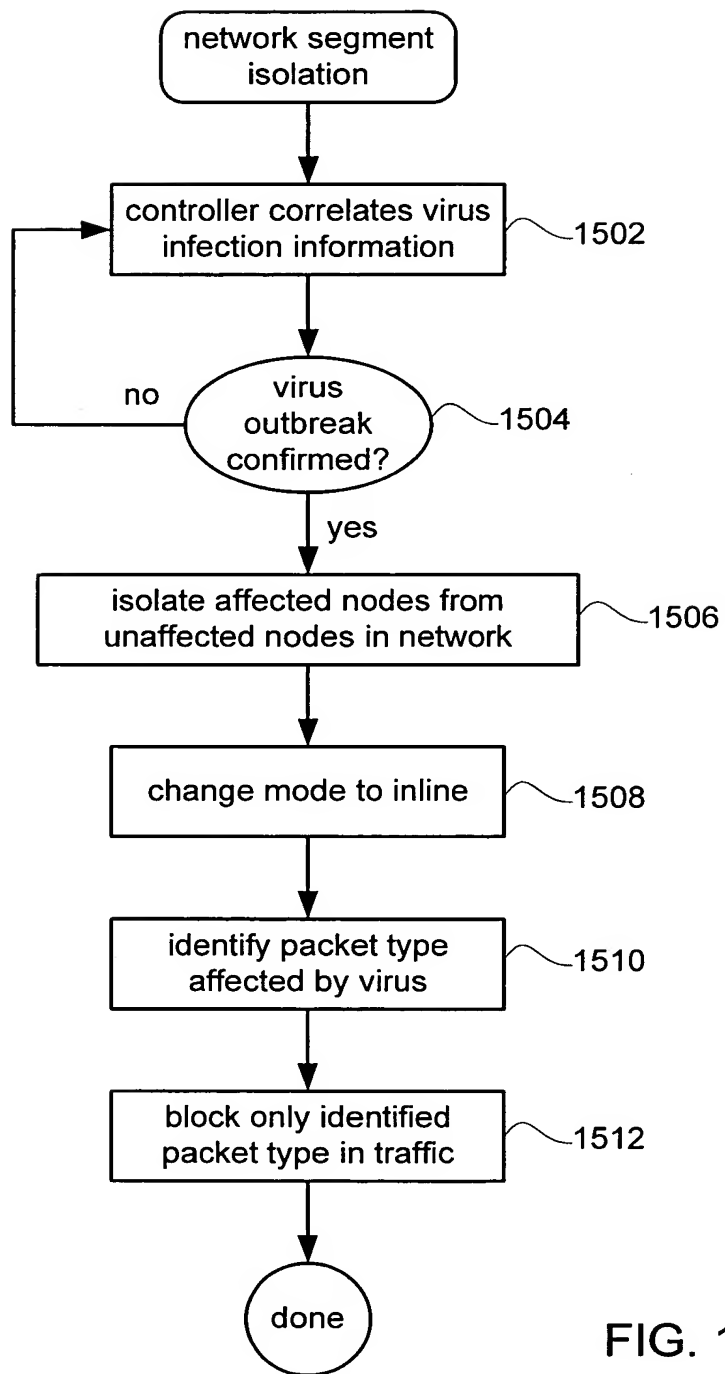 network segment
isolation
controller correlates virus
infection information
1502
no
virus
outbreak
confirmed?
1504
yes
isolate affected nodes from
unaffected nodes in network
1506
change mode to inline
1508
identify packet type
affected by virus
1510
block only identified
packet type in traffic
1512
done
FIG.